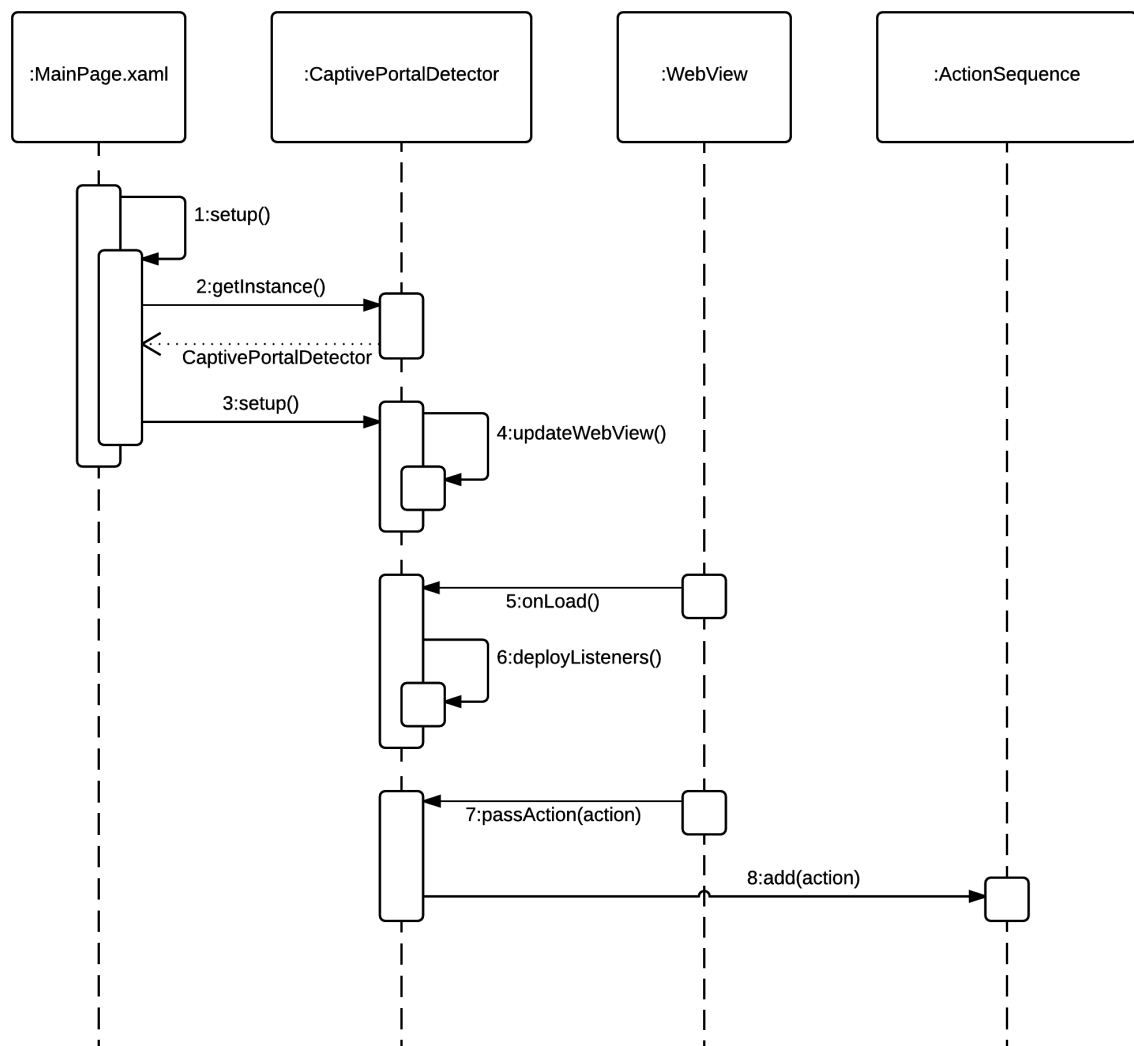 :MainPage.xaml
:CaptivePortalDetector
:WebView
:ActionSequence
1:setup()
2:getInstance()
CaptivePortalDetector
3:setup()
4:updateWebView()
5:onLoad()
6:deployListeners()
7:passAction(action)
8:add(action)